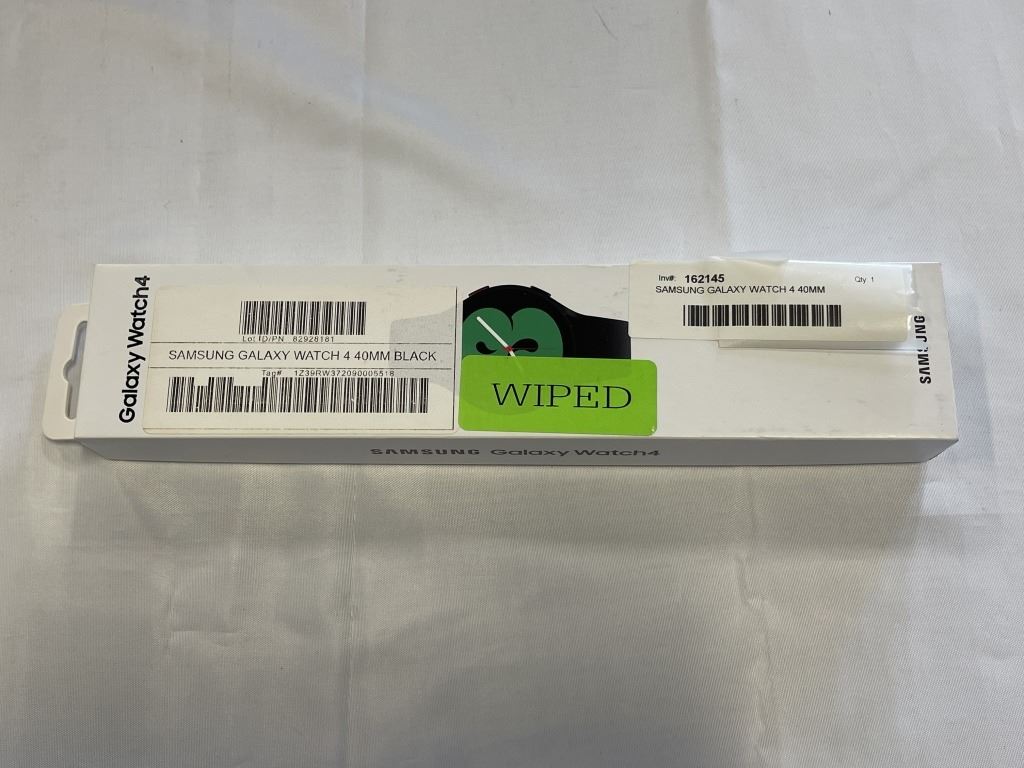 Galaxy Watch4
Lot ID/PN 82928181
SAMSUNG GALAXY WATCH 4 40MM BLACK
Tag# 1Z39RW372090005518
WIPED
Inv#: 162145 Qty 1
SAMSUNG GALAXY WATCH 4 40MM
SAMSUNG
SAMSUNG Galaxy Watch4